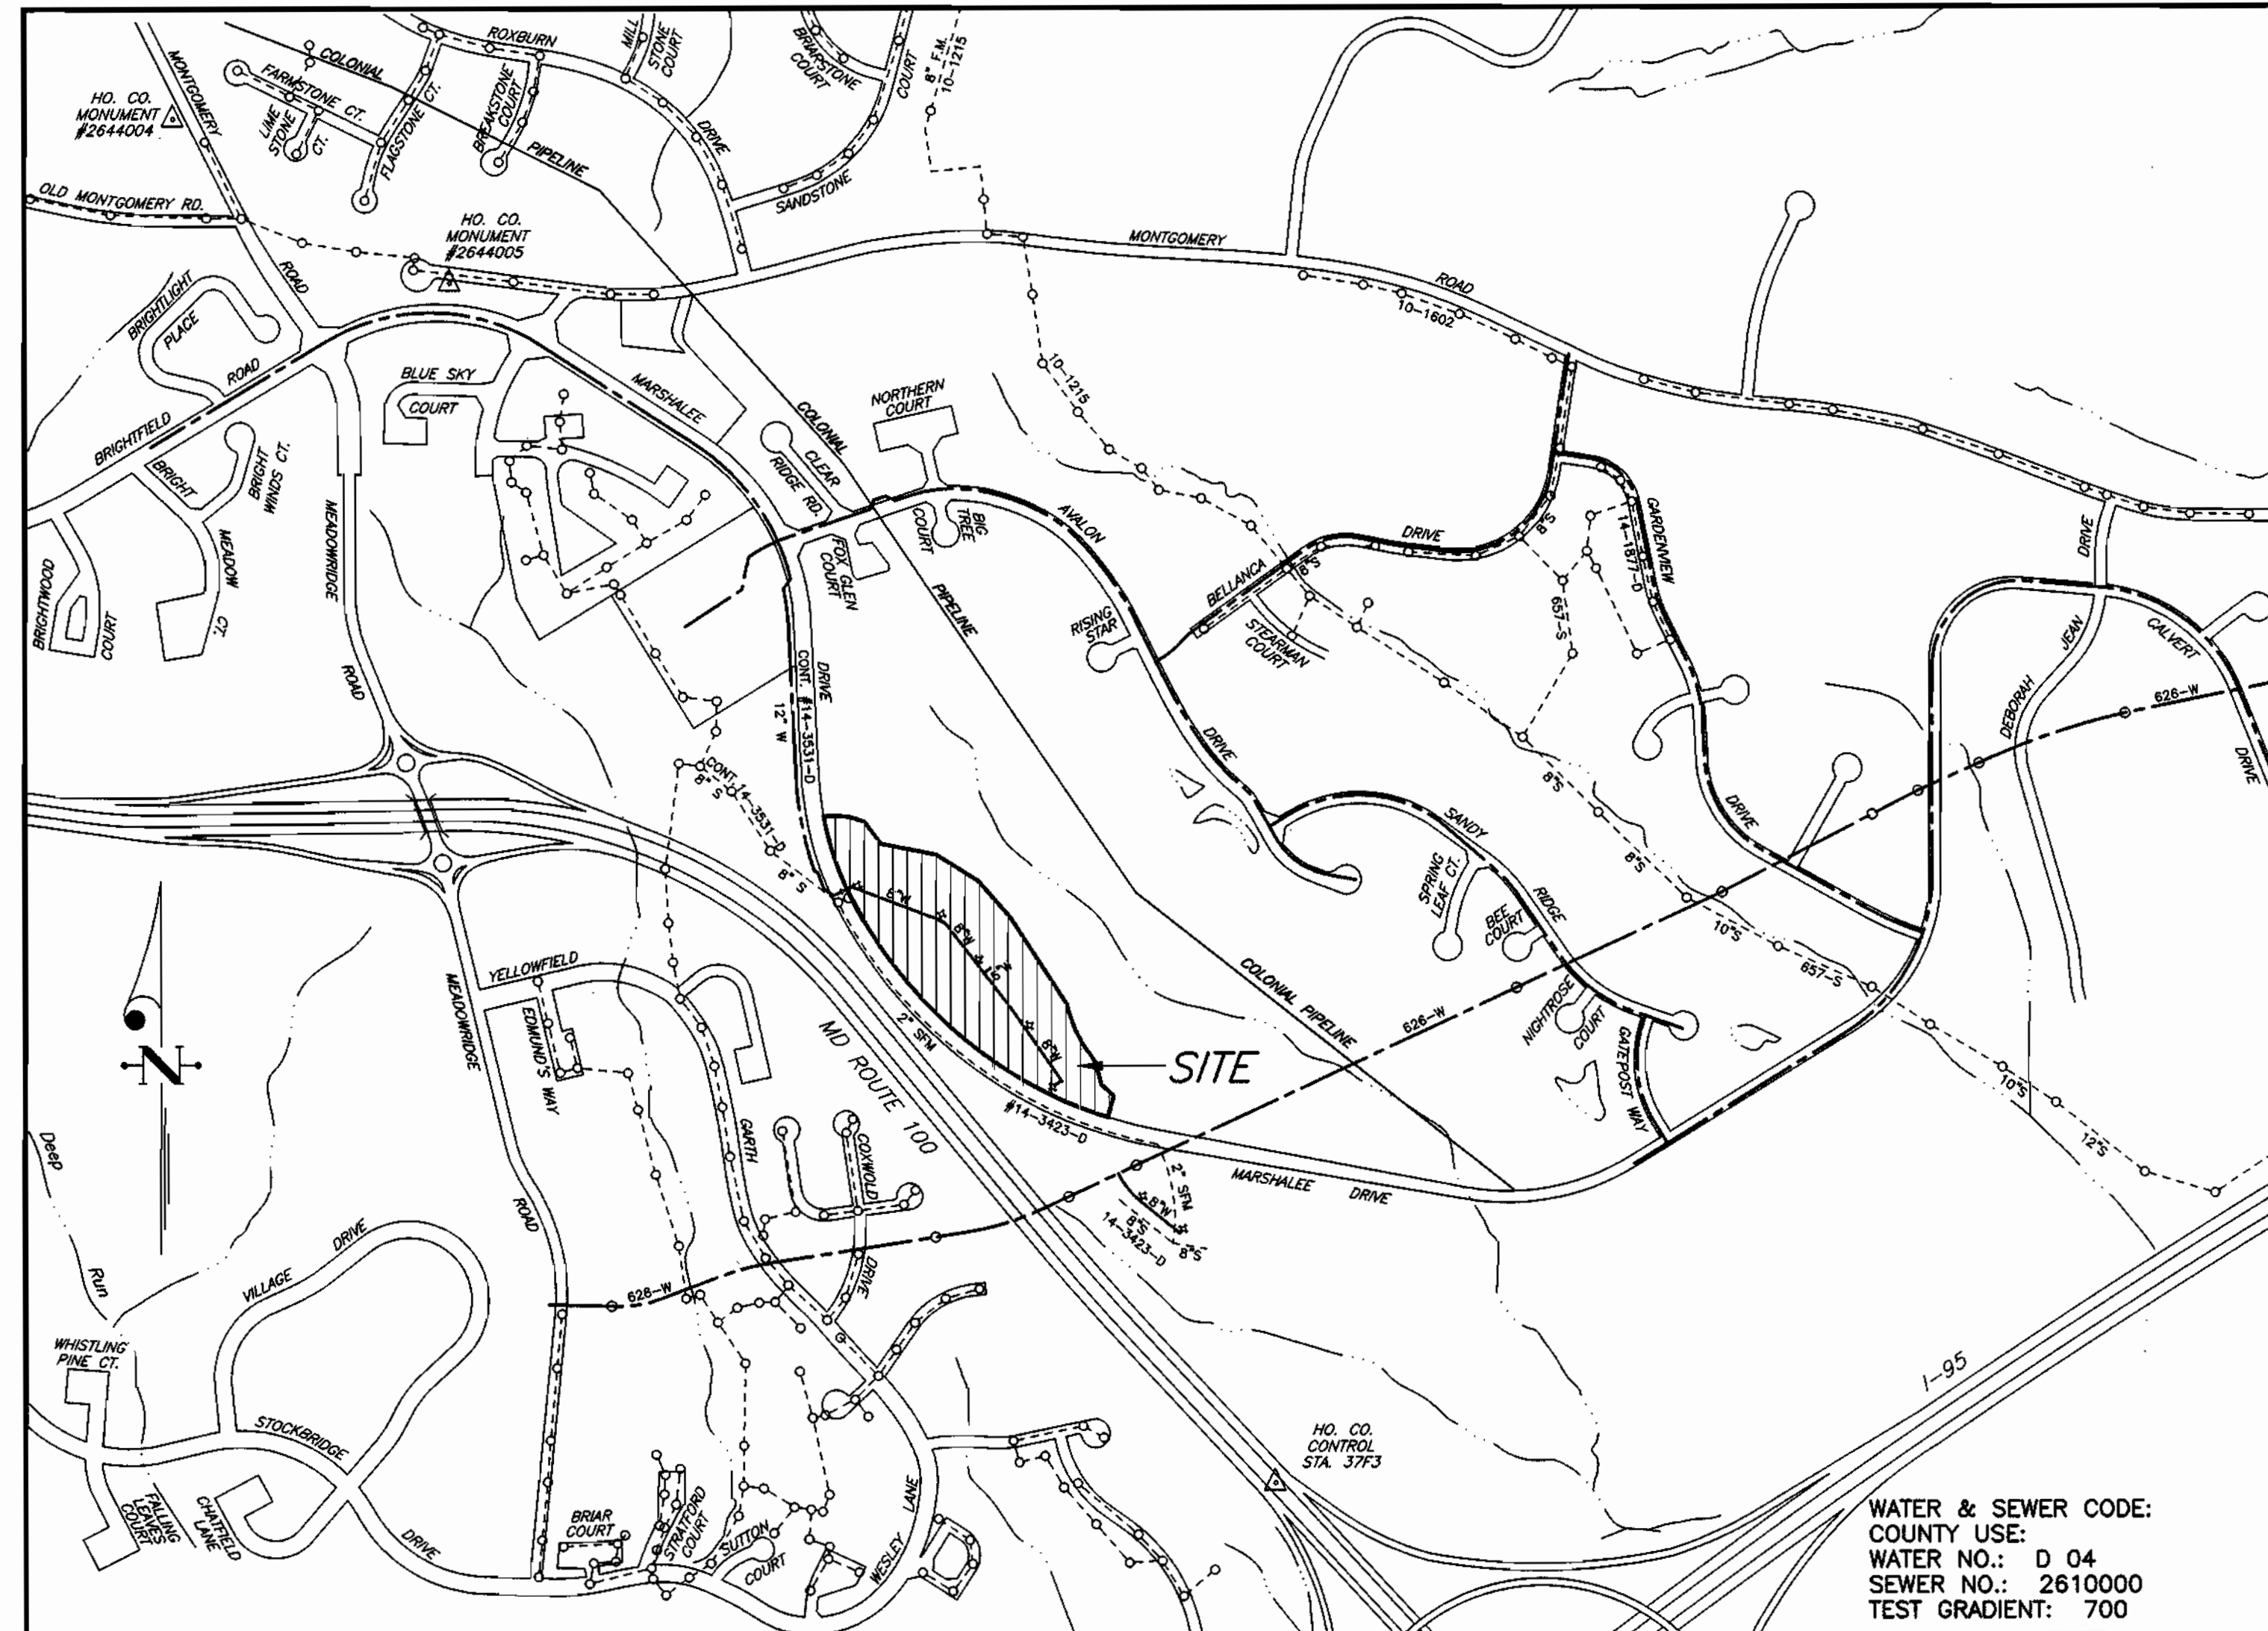 MONTGOMERY
COLONIAL
ROXBURN
MILL
STONE
COURT
BRIARSTONE
COURT
COURT
8" F.M.
10-1215
FARMSTONE CT.
LIME
STONE
CT.
FLAGSTONE CT.
BREAKSTONE
COURT
PIPELINE
DRIVE
SANDSTONE
HO. CO.
MONUMENT
#2644004
OLD MONTGOMERY RD.
HO. CO.
MONUMENT
#2644005
ROAD
MONTGOMERY
ROAD
10-1602
BRIGHTLIGHT
PLACE
ROAD
BRIGHTFIELD
BLUE SKY
COURT
MARSHALEE
COLONIAL
CLEAR
RIDGE RD.
NORTHERN
COURT
10-1215
BRIGHT
MEADOW
CT.
BRIGHT
WINDS CT.
MEADOWRIDGE
ROAD
BRIGHTWOOD
COURT
FOX GLEN
COURT
BIG
TREE
COURT
AVALON
PIPELINE
RISING
STAR
BELLANCA
DRIVE
8"S
8"S
STEARMAN
COURT
GARDENVIEW
14-1877-D
657-S
DRIVE
JEAN
DEBORAH
CALVERT
DRIVE
626-W
DRIVE
CONT. #14-3531-D
12" W
CONT. 14-3531-D
8" S
8" S
DRIVE
SANDY
RIDGE
SPRING
LEAF CT.
BEE
COURT
8"S
8"S
DRIVE
10"S
657-S
10"S
12"S
8"W
8"W
8"W
8"W
2" SFM
SITE
#14-3423-D
COLONIAL PIPELINE
626-W
NIGHTROSE
COURT
GATEPOST WAY
N
YELLOWFIELD
EDMUND'S WAY
MEADOWRIDGE
ROAD
GARTH
COXWOLD
DRIVE
MD ROUTE 100
MARSHALEE DRIVE
2" SFM
8"W
8"S
14-3423-D
8"S
Deep
Run
VILLAGE
DRIVE
626-W
WHISTLING
PINE CT.
STOCKBRIDGE
DRIVE
FALLING
LEAVES
COURT
CHATFIELD
LANE
BRIAR
COURT
STRATFORD
COURT
SUTTON
COURT
WESLEY
LANE
HO. CO.
CONTROL
STA. 37F3
I-95
WATER & SEWER CODE:
COUNTY USE:
WATER NO.: D 04
SEWER NO.: 2610000
TEST GRADIENT: 700